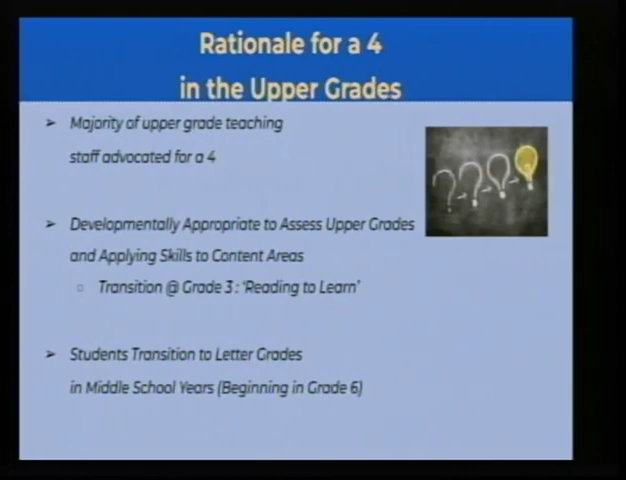 Rationale for a 4
in the Upper Grades
➤ Majority of upper grade teaching
staff advocated for a 4
➤ Developmentally Appropriate to Assess Upper Grades
and Applying Skills to Content Areas
○ Transition @ Grade 3 : 'Reading to Learn'
➤ Students Transition to Letter Grades
in Middle School Years (Beginning in Grade 6)